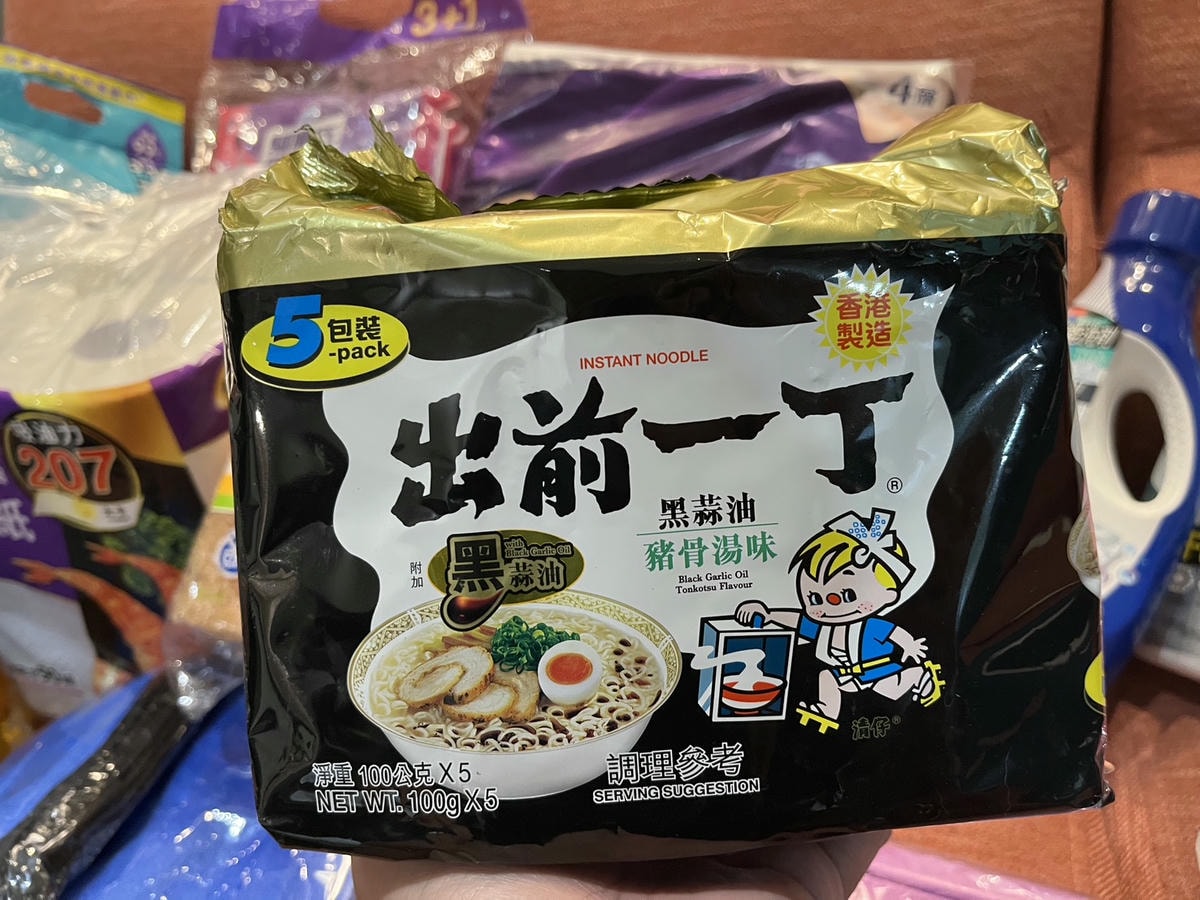 3+1
4層
5包裝
-pack
香港
製造
INSTANT NOODLE
出前一丁®
黑蒜油
豬骨湯味
Black Garlic Oil
Tonkotsu Flavour
附加
黑蒜油
with
Black Garlic Oil
清仔®
淨重 100公克 X 5
NET WT. 100g X 5
調理參考
SERVING SUGGESTION
207
紙